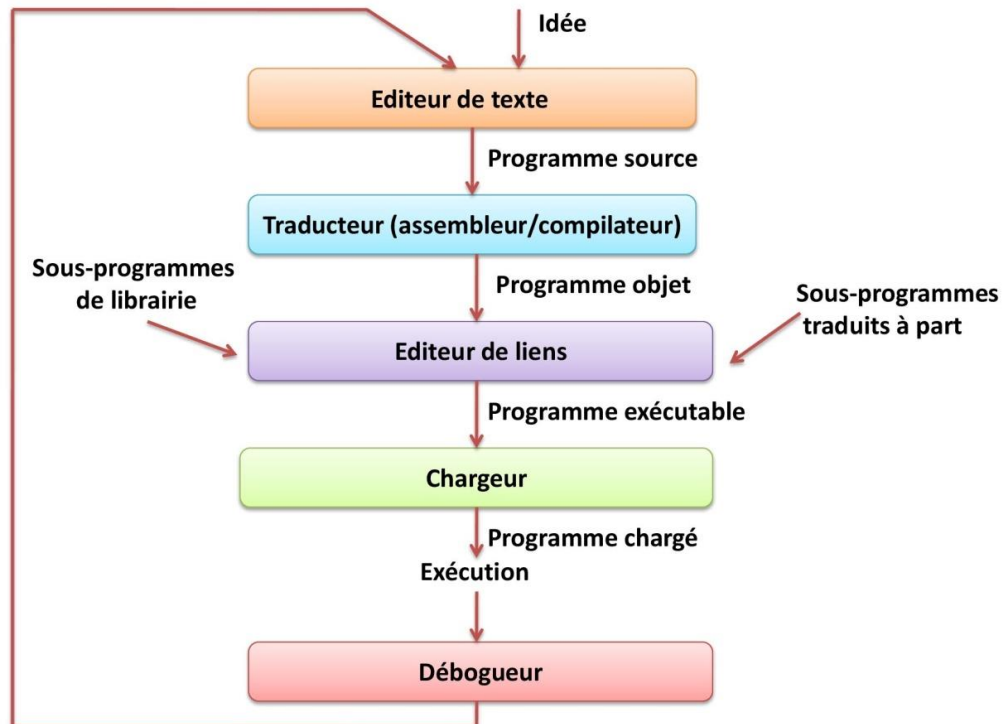 Idée
Editeur de texte
Programme source
Traducteur (assembleur/compilateur)
Sous-programmes
de librairie
Programme objet
Sous-programmes
traduits à part
Editeur de liens
Programme exécutable
Chargeur
Programme chargé
Exécution
Débogueur